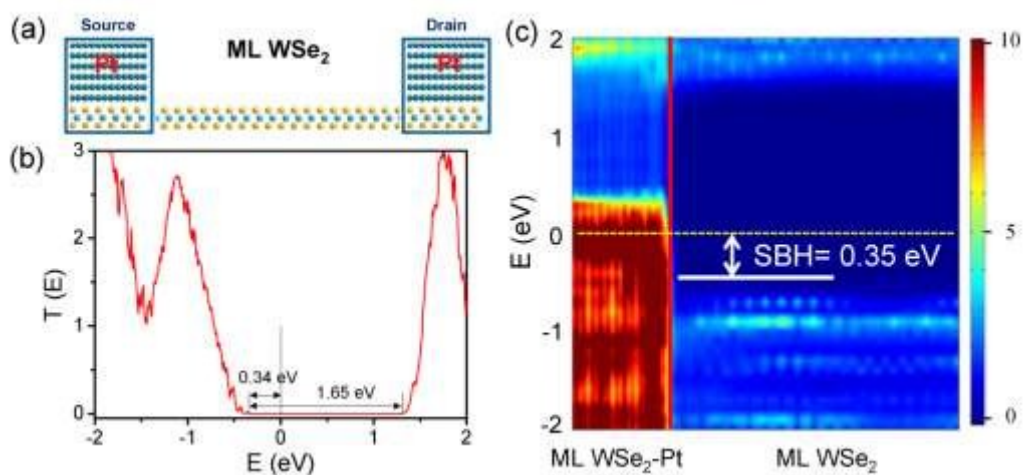 (a)
Source
Pt
ML WSe₂
Drain
Pt
(b)
T (E)
3
2
1
0
0.34 eV
1.65 eV
-2 -1 0 1 2
E (eV)
(c)
E (eV)
2
1
0
-1
-2
SBH= 0.35 eV
10
5
0
ML WSe₂-Pt ML WSe₂